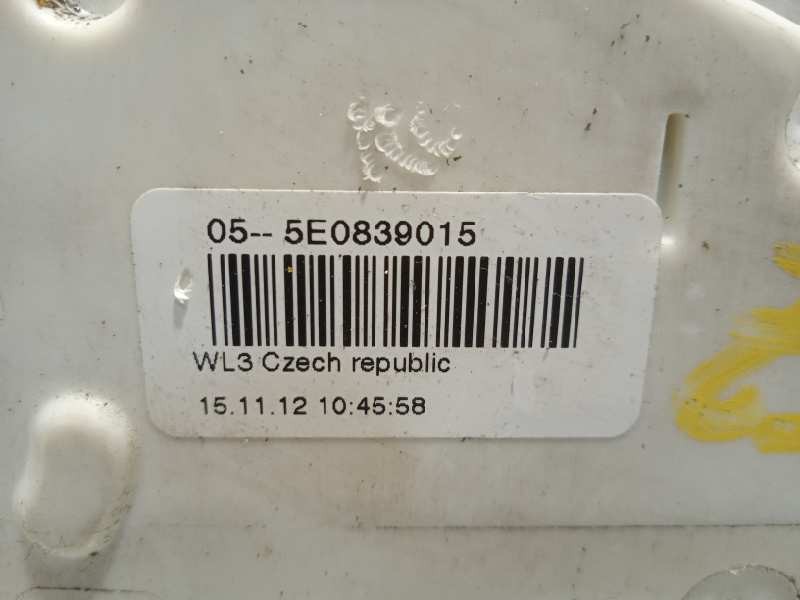 05-- 5E0839015
WL3 Czech republic
15.11.12 10:45:58